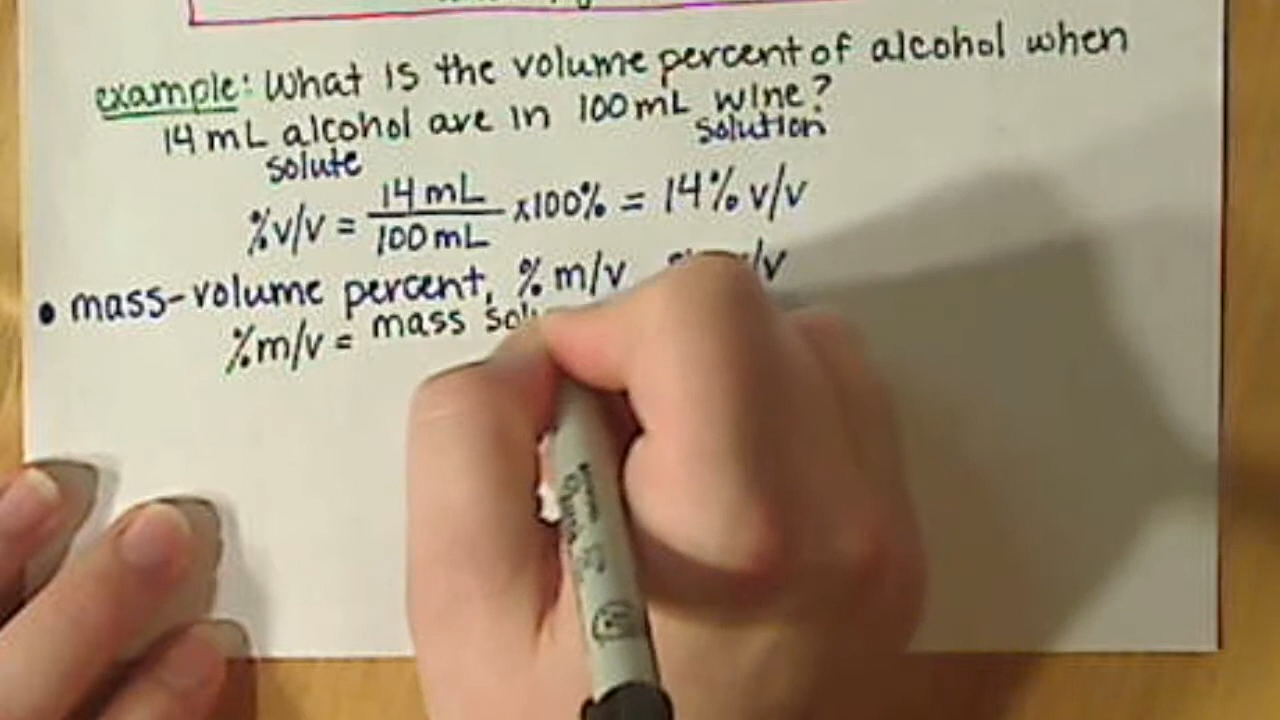 example: What is the volume percent of alcohol when
14 mL alcohol are in 100 mL wine?
solute solution
%v/v = 14 mL / 100 mL x100% = 14% v/v
• mass-volume percent, % m/v
%m/v = mass